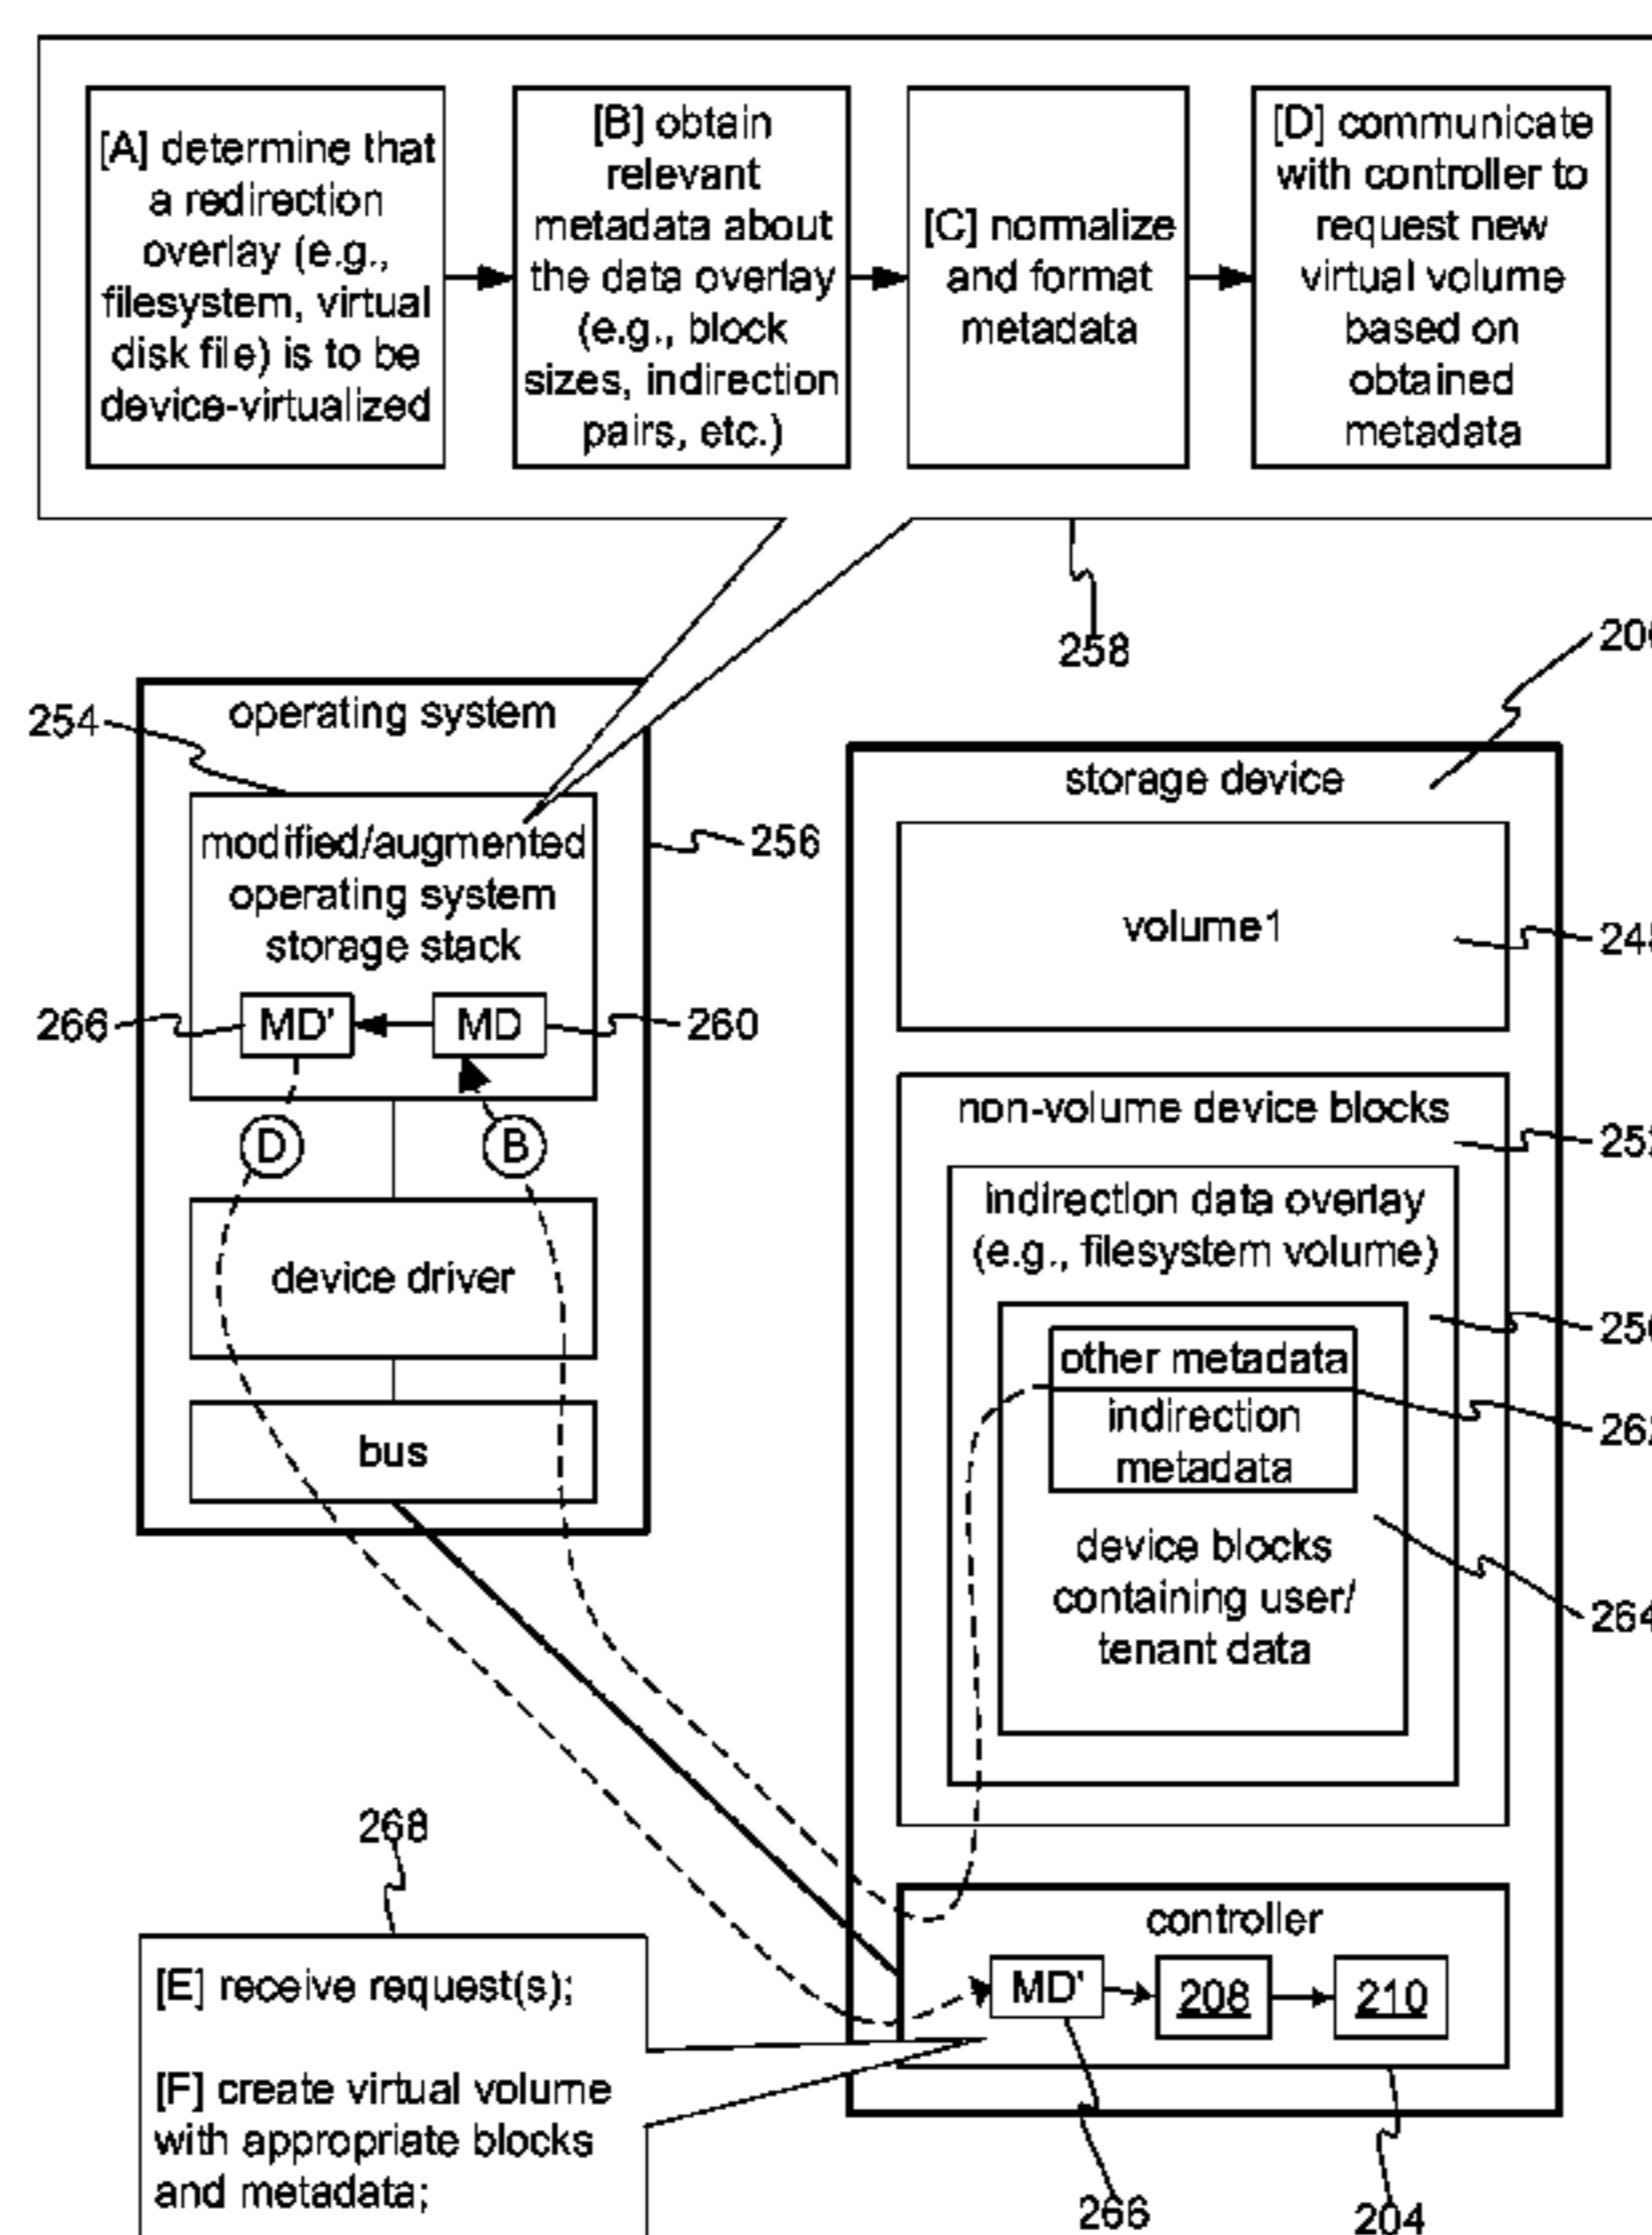 [A] determine that
a redirection
overlay (e.g.,
filesystem, virtual
disk file) is to be
device-virtualized
[B] obtain
relevant
metadata about
the data overlay
(e.g., block
sizes, indirection
pairs, etc.)
[C] normalize
and format
metadata
[D] communicate
with controller to
request new
virtual volume
based on
obtained
metadata
258
254
operating system
modified/augmented
operating system
storage stack
256
266
MD'
MD
260
D
B
device driver
bus
storage device
volume1
non-volume device blocks
indirection data overlay
(e.g., filesystem volume)
other metadata
indirection
metadata
device blocks
containing user/
tenant data
264
controller
MD'
208
210
266
204
268
[E] receive request(s);
[F] create virtual volume
with appropriate blocks
and metadata;